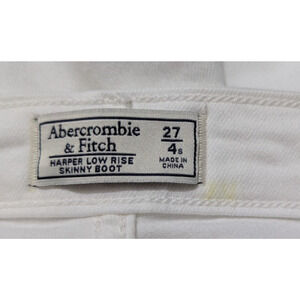 Abercrombie
& Fitch
HARPER LOW RISE
SKINNY BOOT
27
4s
MADE IN
CHINA